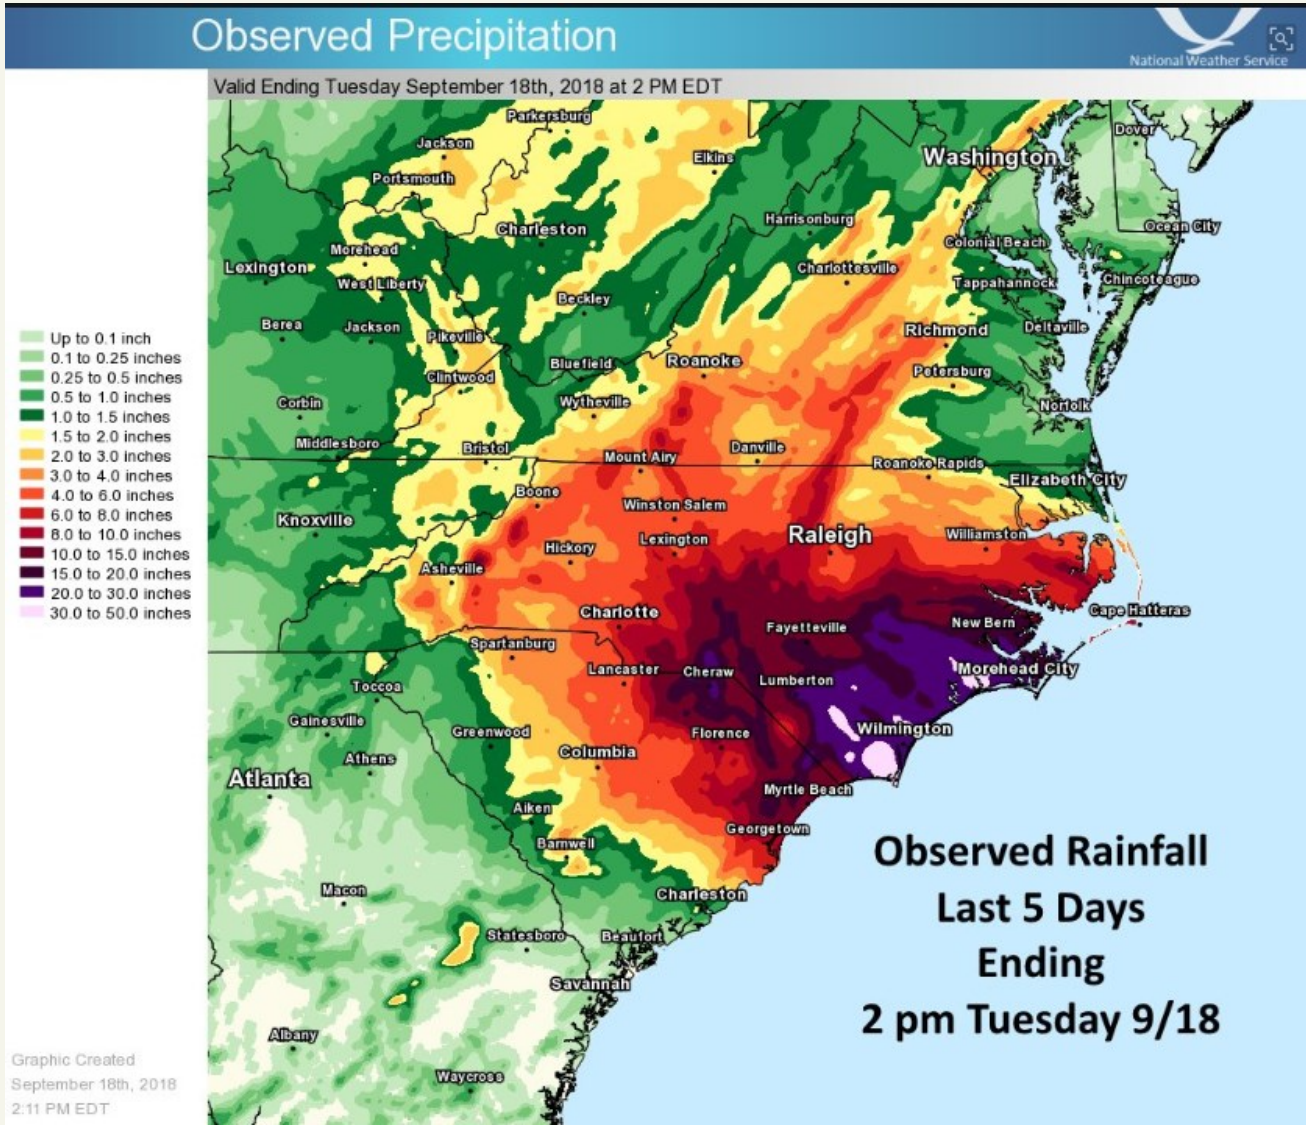 Observed Precipitation
National Weather Service
Valid Ending Tuesday September 18th, 2018 at 2 PM EDT
Parkersburg
Dover
Jackson
Elkins
Washington
Portsmouth
Harrisonburg
Charleston
Ocean City
Colonial Beach
Morehead
Lexington
Charlottesville
West Liberty
Tappahannock
Chincoteague
Beckley
Berea
Jackson
Pikeville
Richmond
Deltaville
Bluefield
Roanoke
Clintwood
Petersburg
Corbin
Wytheville
Norfolk
Middlesboro
Bristol
Danville
Mount Airy
Roanoke Rapids
Elizabeth City
Boone
Winston Salem
Knoxville
Raleigh
Williamston
Hickory
Lexington
Asheville
Charlotte
Cape Hatteras
Fayetteville
New Bern
Spartanburg
Lancaster
Cheraw
Morehead City
Lumberton
Toccoa
Gainesville
Greenwood
Florence
Wilmington
Columbia
Athens
Atlanta
Myrtle Beach
Aiken
Georgetown
Barnwell
Macon
Charleston
Statesboro
Beaufort
Savannah
Albany
Waycross
Up to 0.1 inch
0.1 to 0.25 inches
0.25 to 0.5 inches
0.5 to 1.0 inches
1.0 to 1.5 inches
1.5 to 2.0 inches
2.0 to 3.0 inches
3.0 to 4.0 inches
4.0 to 6.0 inches
6.0 to 8.0 inches
8.0 to 10.0 inches
10.0 to 15.0 inches
15.0 to 20.0 inches
20.0 to 30.0 inches
30.0 to 50.0 inches
Observed Rainfall
Last 5 Days
Ending
2 pm Tuesday 9/18
Graphic Created
September 18th, 2018
2:11 PM EDT